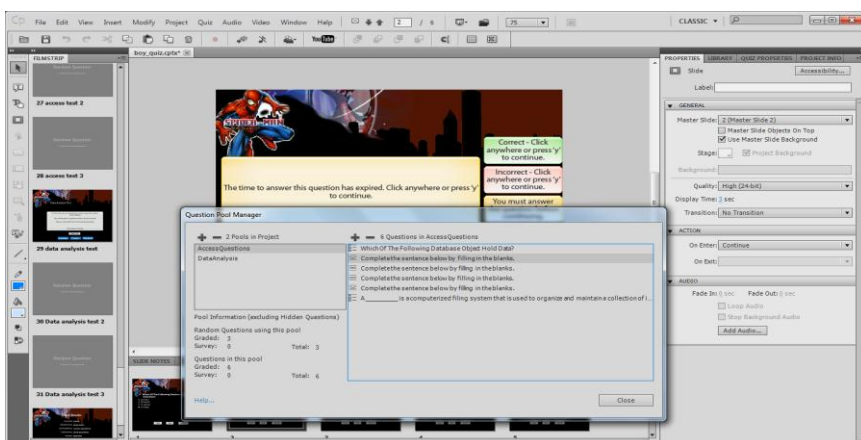 Cp File Edit View Insert Modify Project Quiz Audio Video Window Help 2 / 6 75 CLASSIC
YouTube
FILMSTRIP
boy_quiz.cptx*
27 access test 2
28 access test 3
29 data analysis test
30 Data analysis test 2
31 Data analysis test 3
SPIDER-MAN
Correct - Click
anywhere or press 'y'
to continue.
Incorrect - Click
anywhere or press 'y'
to continue.
You must answer
The time to answer this question has expired. Click anywhere or press 'y'
to continue.
Question Pool Manager
2 Pools in Project
AccessQuestions
DataAnalysis
Pool Information (excluding Hidden Questions)
Random Questions using this pool
Graded: 3
Survey: 0 Total: 3
Questions in this pool
Graded: 6
Survey: 0 Total: 6
6 Questions in AccessQuestions
Which Of The Following Database Object Hold Data?
Complete the sentence below by filling in the blanks.
Complete the sentence below by filling in the blanks.
Complete the sentence below by filling in the blanks.
Complete the sentence below by filling in the blanks.
A_________ is a computerized filing system that is used to organize and maintain a collection of i...
Help...
Close
SLIDE NOTES
PROPERTIES LIBRARY QUIZ PROPERTIES PROJECT INFO
Slide Accessibility...
Label:
GENERAL
Master Slide: 2 (Master Slide 2)
Master Slide Objects On Top
Use Master Slide Background
Stage: Project Background
Background:
Quality: High (24-bit)
Display Time: 3 sec
Transition: No Transition
ACTION
On Enter: Continue
On Exit:
AUDIO
Fade In: 0 sec Fade Out: 0 sec
Loop Audio
Stop Background Audio
Add Audio...